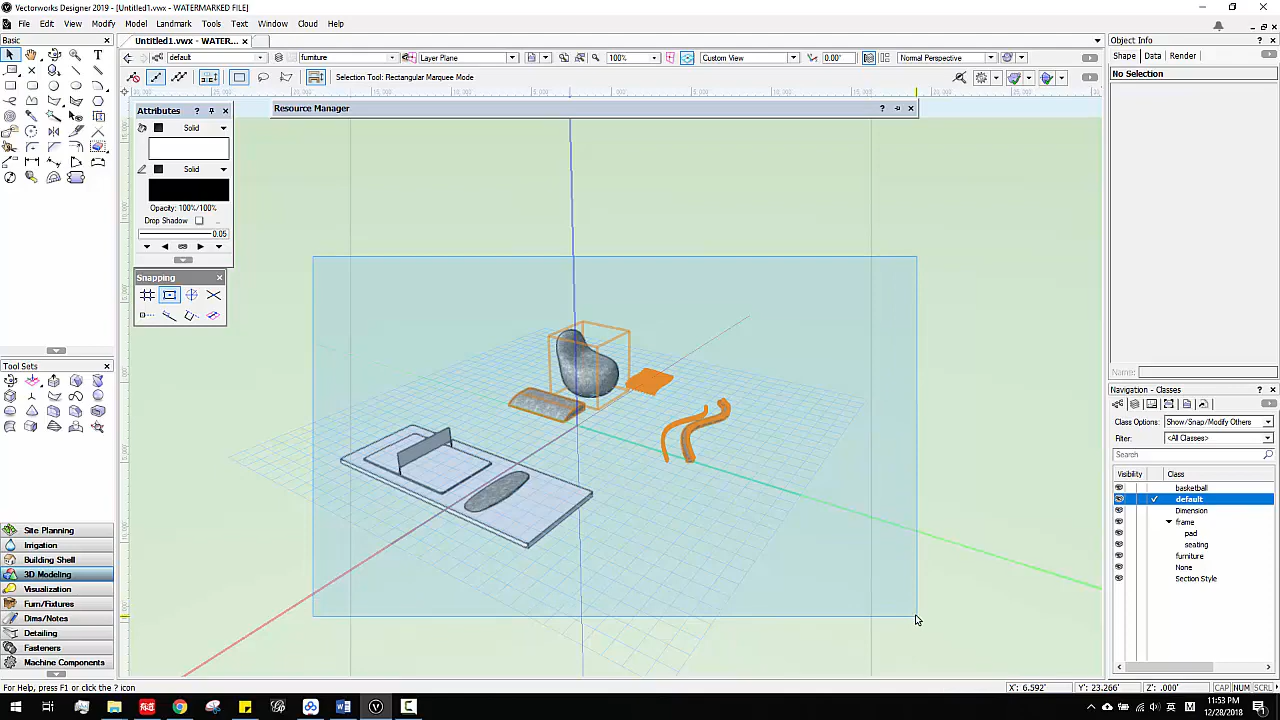 Vectorworks Designer 2019 - [Untitled1.vwx - WATERMARKED FILE]
File Edit View Modify Model Landmark Tools Text Window Cloud Help
Basic
Untitled1.vwx - WATER...
default
furniture
Layer Plane
100%
Custom View
0.00°
Normal Perspective
Selection Tool: Rectangular Marquee Mode
Attributes
Solid
Solid
Opacity: 100%/100%
Drop Shadow
0.05
Snapping
Resource Manager
Tool Sets
Site Planning
Irrigation
Building Shell
3D Modeling
Visualization
Furn/Fixtures
Dims/Notes
Detailing
Fasteners
Machine Components
Object Info
Shape Data Render
No Selection
Name:
Navigation - Classes
Class Options: Show/Snap/Modify Others
Filter: <All Classes>
Search
Visibility Class
basketball
default
Dimension
frame
pad
seating
furniture
None
Section Style
For Help, press F1 or click the ? icon
X: 6.592' Y: 23.266' Z: .000' CAP NUM SCRL
11:53 PM
12/28/2018